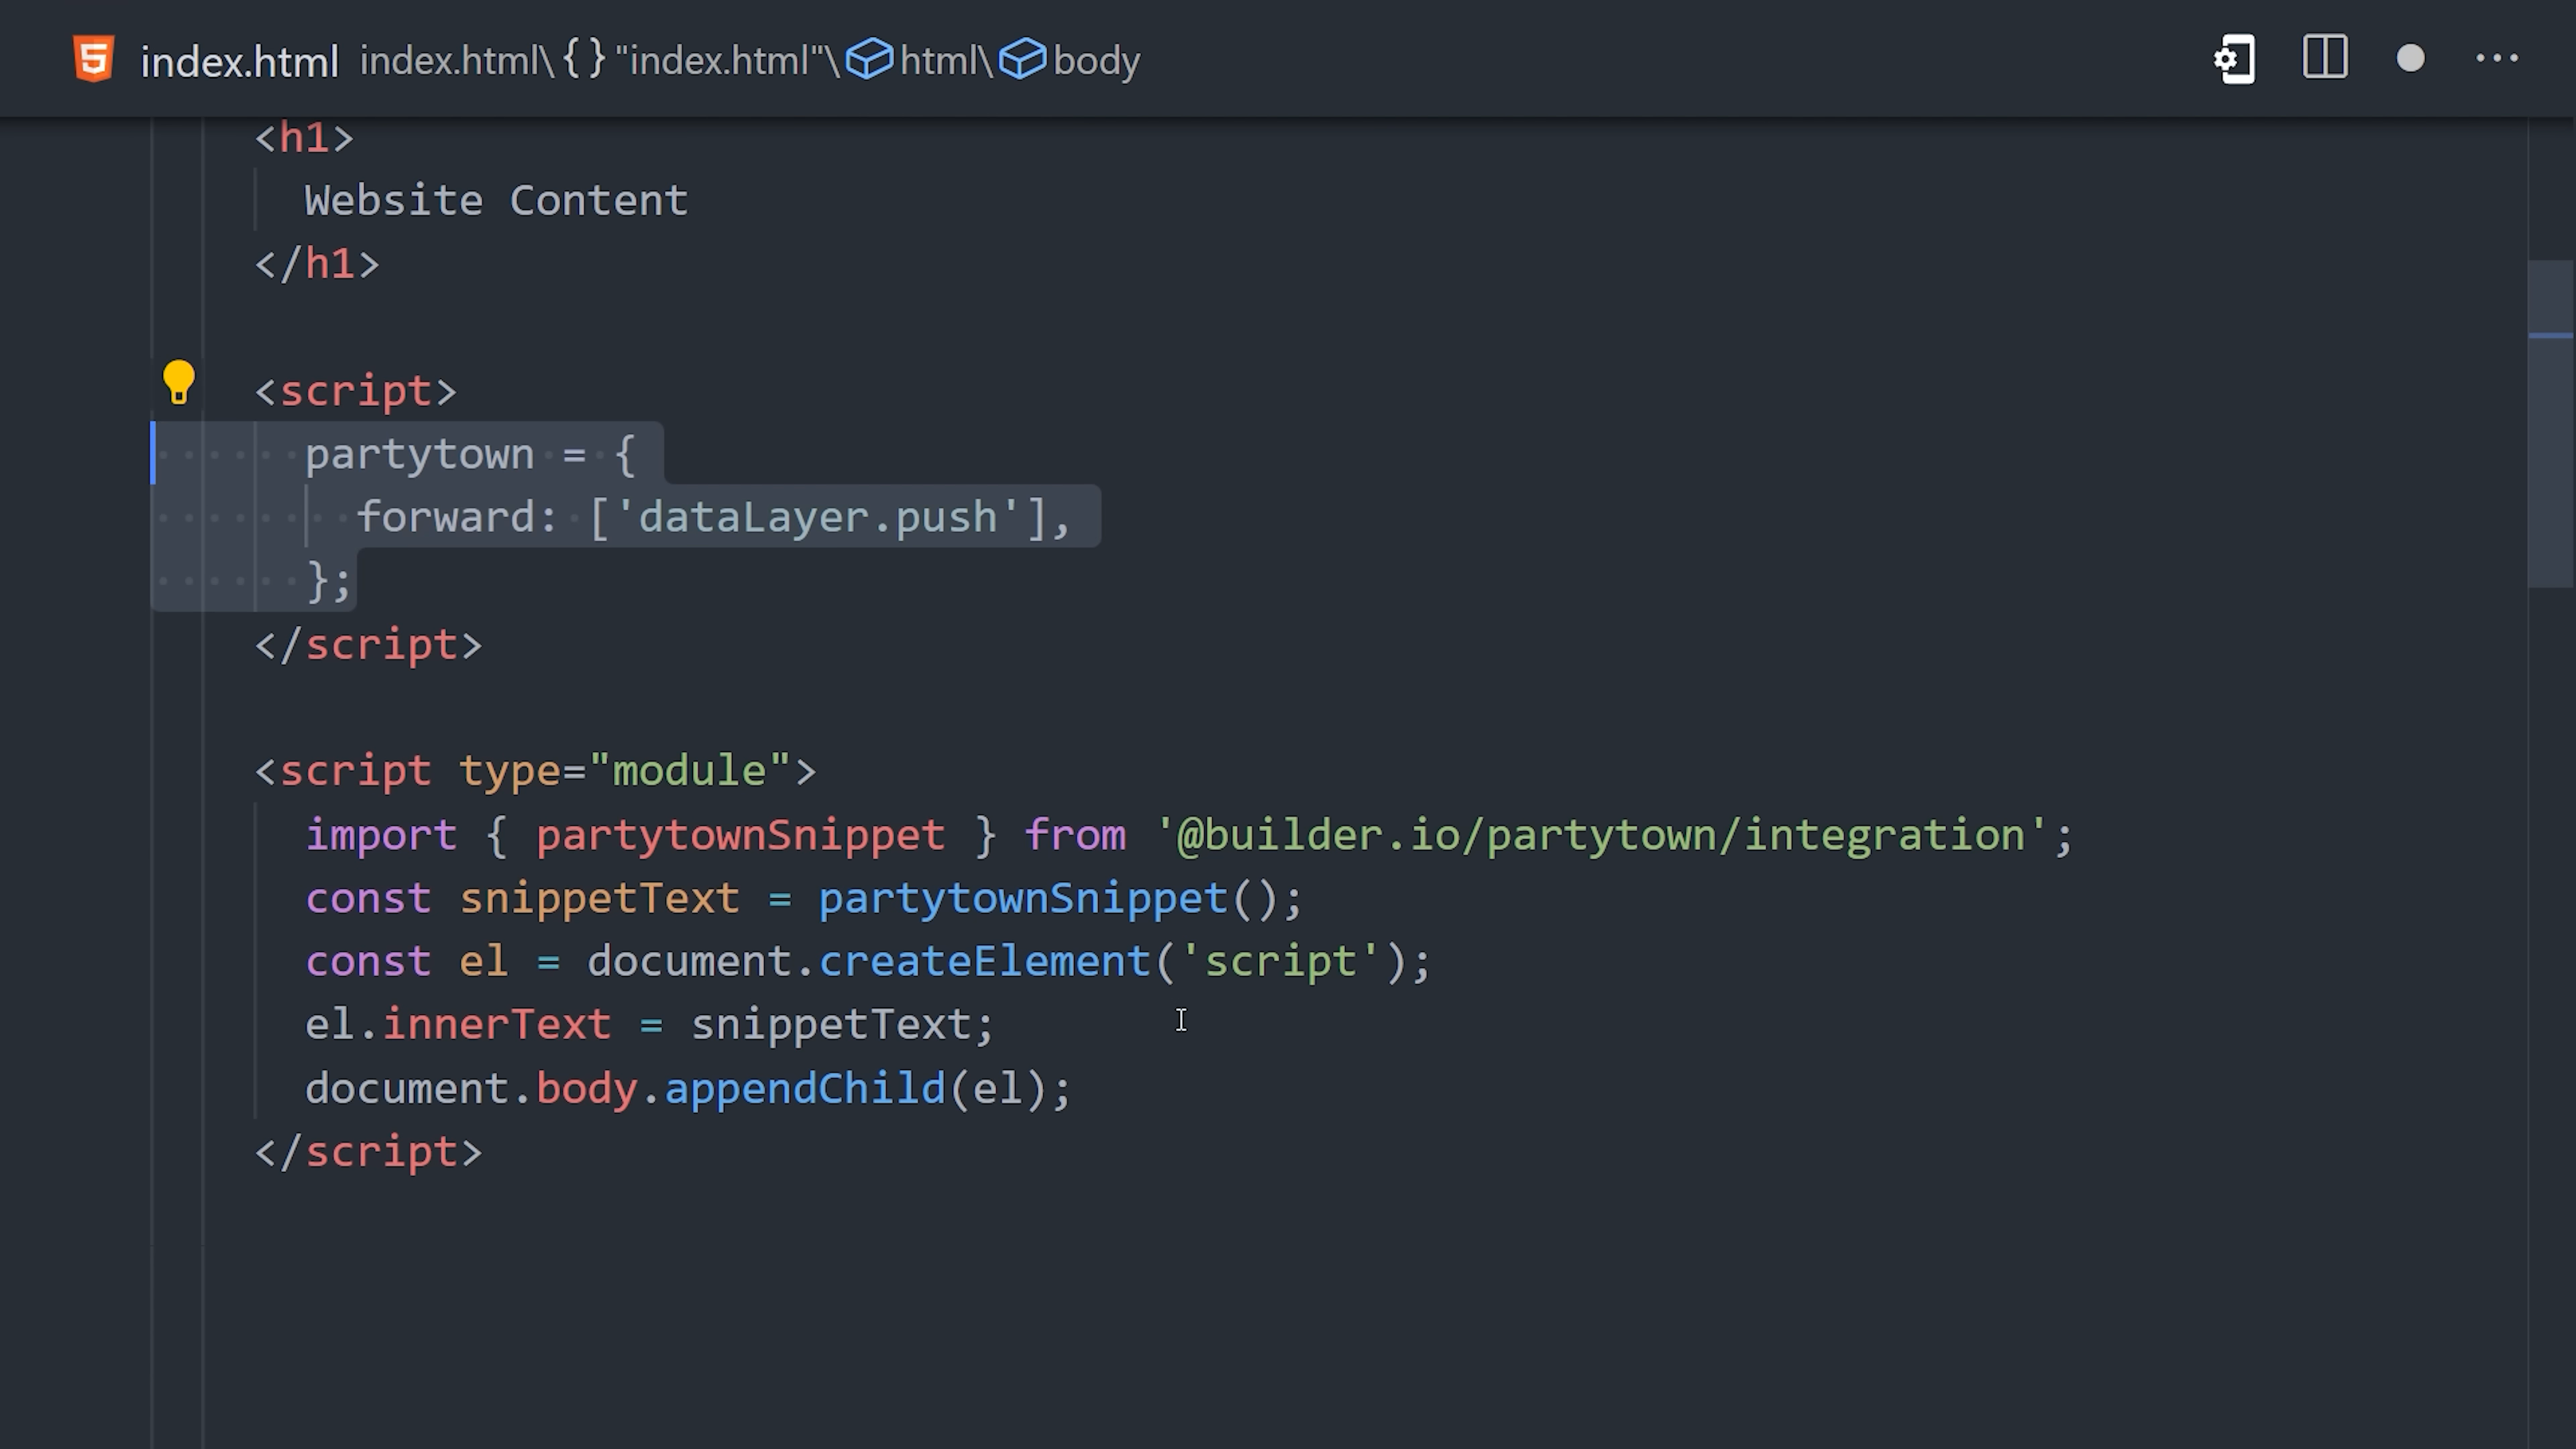 index.html index.html\{ }"index.html"\html\body
<h1>
Website Content
</h1>
<script>
partytown = {
forward: ['dataLayer.push'],
};
</script>
<script type="module">
import { partytownSnippet } from '@builder.io/partytown/integration';
const snippetText = partytownSnippet();
const el = document.createElement('script');
el.innerText = snippetText;
document.body.appendChild(el);
</script>